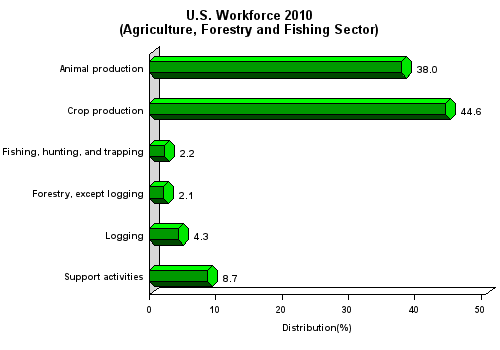 U.S. Workforce 2010
(Agriculture, Forestry and Fishing Sector)
Animal production 38.0
Crop production 44.6
Fishing, hunting, and trapping 2.2
Forestry, except logging 2.1
Logging 4.3
Support activities 8.7
0 10 20 30 40 50
Distribution(%)